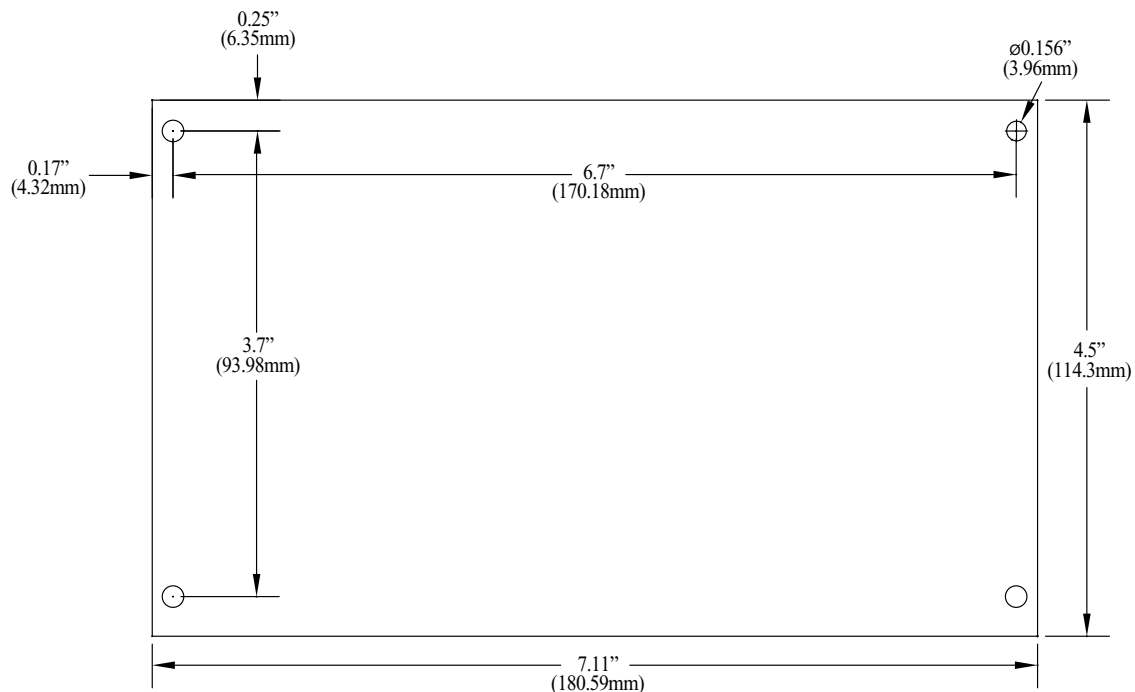 0.25”
(6.35mm)
ø0.156”
(3.96mm)
0.17”
(4.32mm)
6.7”
(170.18mm)
3.7”
(93.98mm)
4.5”
(114.3mm)
7.11”
(180.59mm)